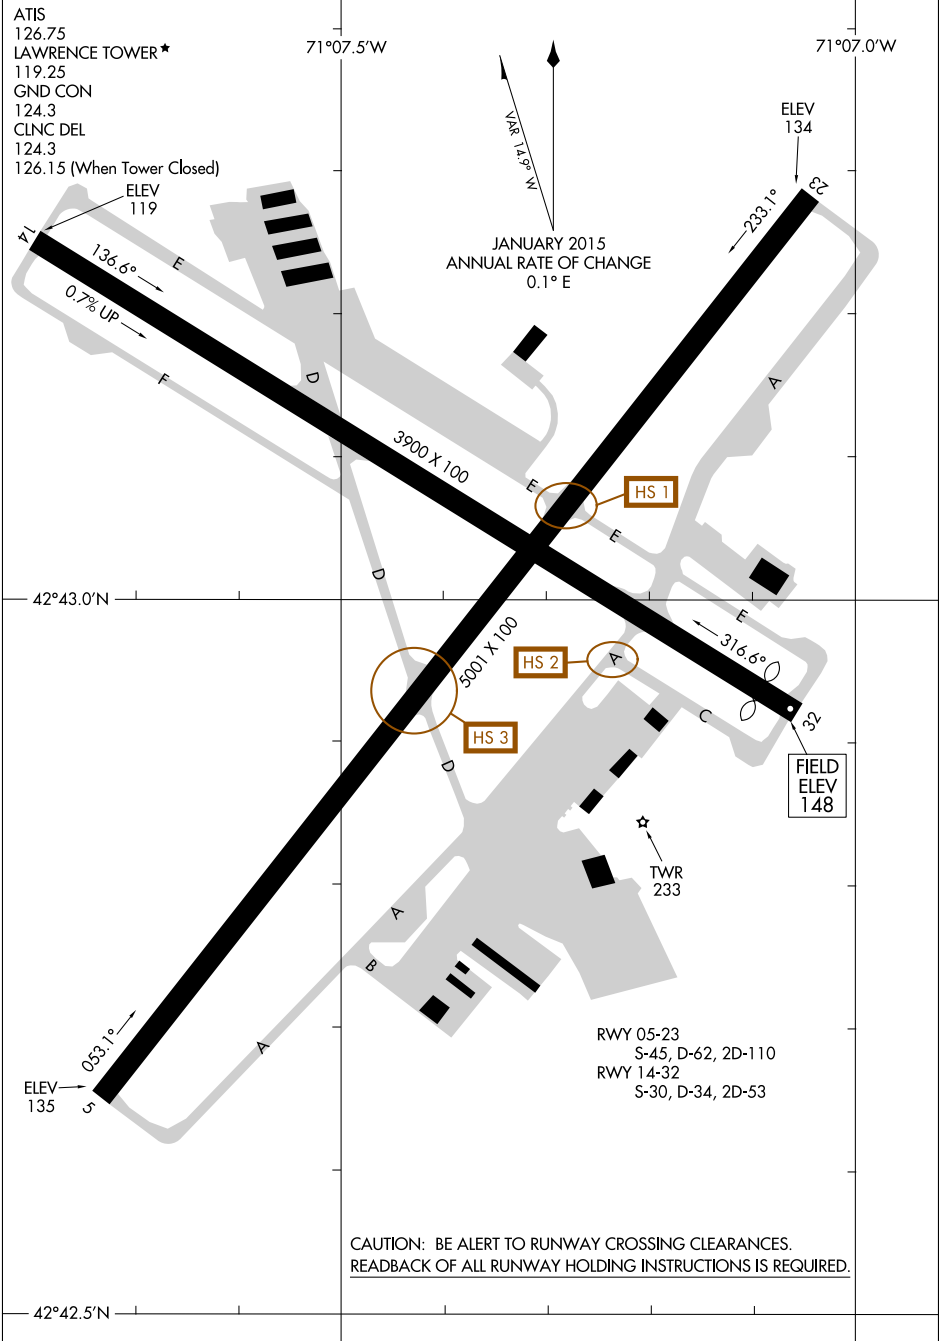 ATIS
126.75
LAWRENCE TOWER★
119.25
GND CON
124.3
CLNC DEL
124.3
126.15 (When Tower Closed)
71°07.5'W
71°07.0'W
VAR 14.9° W
JANUARY 2015
ANNUAL RATE OF CHANGE
0.1° E
ELEV
134
23
233.1°
ELEV
119
14
136.6°
0.7% UP
E
F
D
A
3900 X 100
E
HS 1
E
D
42°43.0'N
E
316.6°
5001 X 100
HS 2
A
C
32
HS 3
D
FIELD
ELEV
148
TWR
233
A
B
A
053.1°
ELEV
135
5
RWY 05-23
S-45, D-62, 2D-110
RWY 14-32
S-30, D-34, 2D-53
CAUTION: BE ALERT TO RUNWAY CROSSING CLEARANCES.
READBACK OF ALL RUNWAY HOLDING INSTRUCTIONS IS REQUIRED.
42°42.5'N